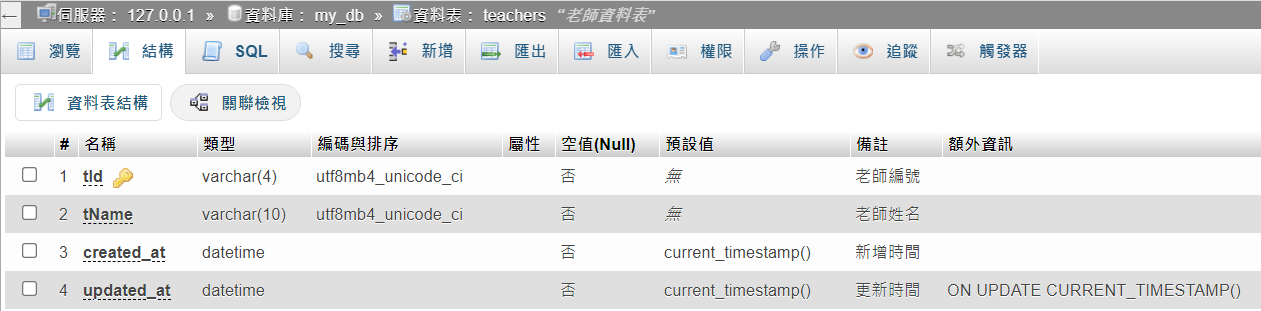 伺服器： 127.0.0.1 » 資料庫： my_db » 資料表： teachers “老師資料表”
瀏覽 結構 SQL 搜尋 新增 匯出 匯入 權限 操作 追蹤 觸發器
資料表結構 關聯檢視
# 名稱 類型 編碼與排序 屬性 空值(Null) 預設值 備註 額外資訊
1 tId varchar(4) utf8mb4_unicode_ci 否 無 老師編號
2 tName varchar(10) utf8mb4_unicode_ci 否 無 老師姓名
3 created_at datetime 否 current_timestamp() 新增時間
4 updated_at datetime 否 current_timestamp() 更新時間 ON UPDATE CURRENT_TIMESTAMP()